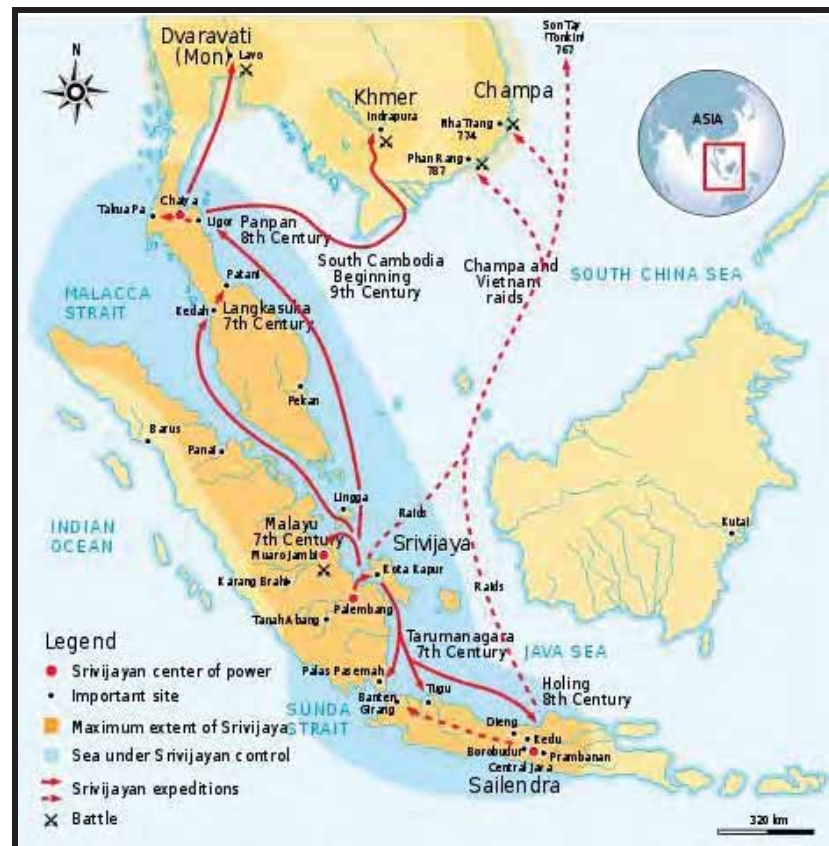 Dvaravati
(Mon)
Lavo
Son Tay
(Tonkin)
767
N
Khmer
Indrapura
Champa
Nha Trang
774
Phan Rang
787
ASIA
Chaiya
Takua Pa
Ligor
Panpan
8th Century
South Cambodia
Beginning
9th Century
Champa and
Vietnam
raids
SOUTH CHINA SEA
MALACCA
STRAIT
Patani
Kedah
Langkasuka
7th Century
Pekan
Barus
Panai
Lingga
Raids
INDIAN
OCEAN
Malayu
7th Century
Muaro Jambi
Srivijaya
Kota Kapur
Kutai
Karang Brahi
Raids
Palembang
Tanah Abang
Tarumanagara
7th Century
JAVA SEA
Legend
Srivijayan center of power
Important site
Maximum extent of Srivijaya
Sea under Srivijayan control
Srivijayan expeditions
Battle
Palas Pasemah
SUNDA
STRAIT
Banten
Girang
Tugu
Holing
8th Century
Dieng
Kedu
Borobudur
Prambanan
Central Java
Sailendra
320 km